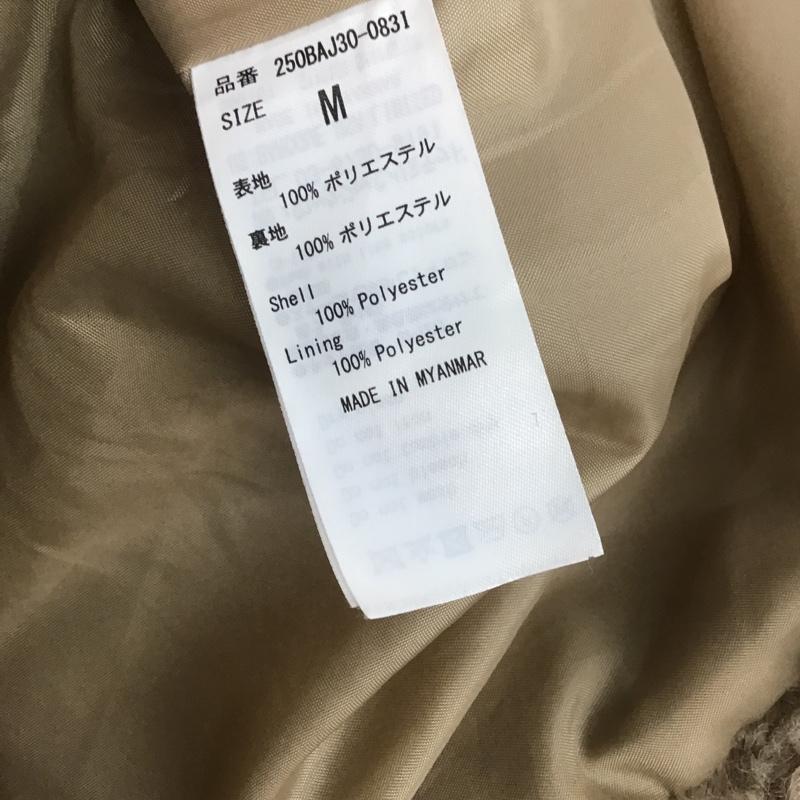 品番 250BAJ30-0831
SIZE M
表地
100% ポリエステル
裏地
100% ポリエステル
Shell
100% Polyester
Lining
100% Polyester
MADE IN MYANMAR